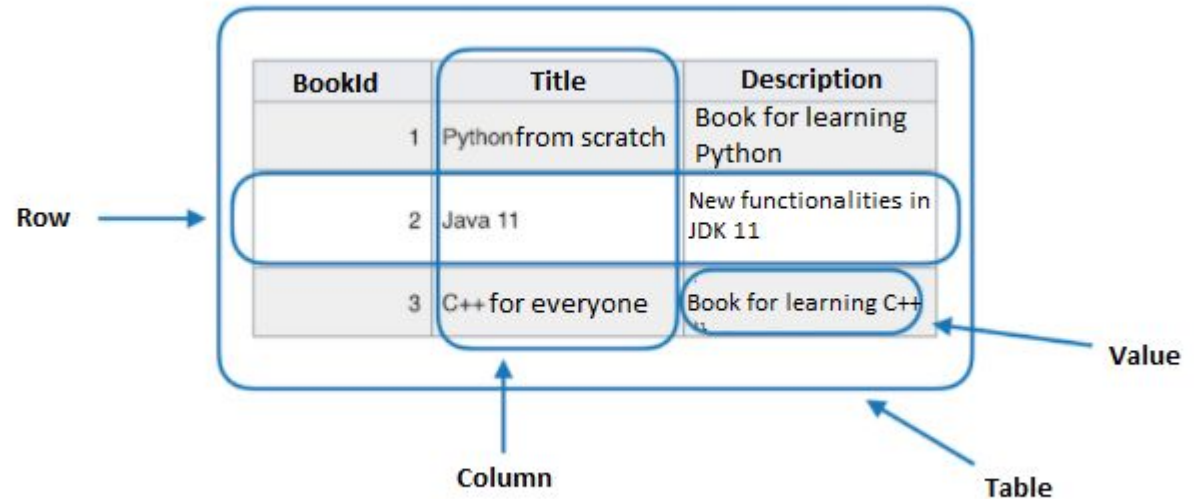 BookId Title Description
1 Python from scratch Book for learning
Python
Row
2 Java 11 New functionalities in
JDK 11
3 C++ for everyone Book for learning C++
Value
Column
Table